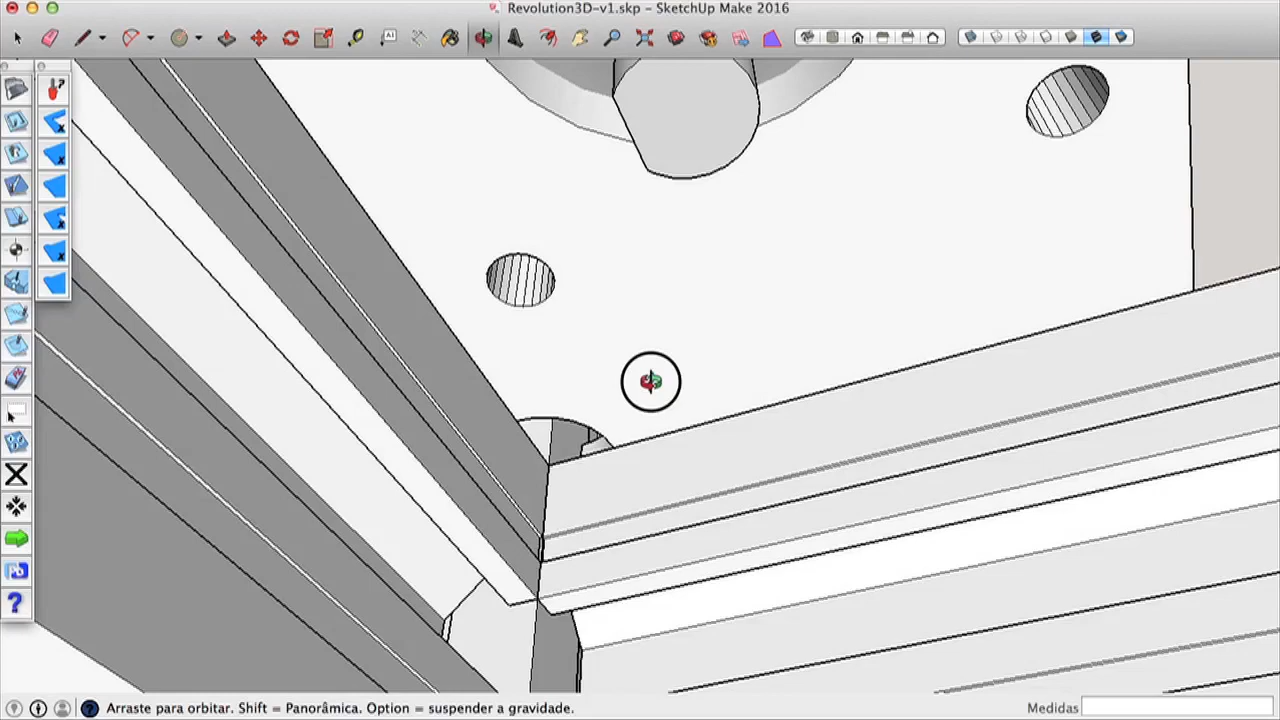 Revolution3D-v1.skp - SketchUp Make 2016
Arraste para orbitar. Shift = Panorâmica. Option = suspender a gravidade.
Medidas